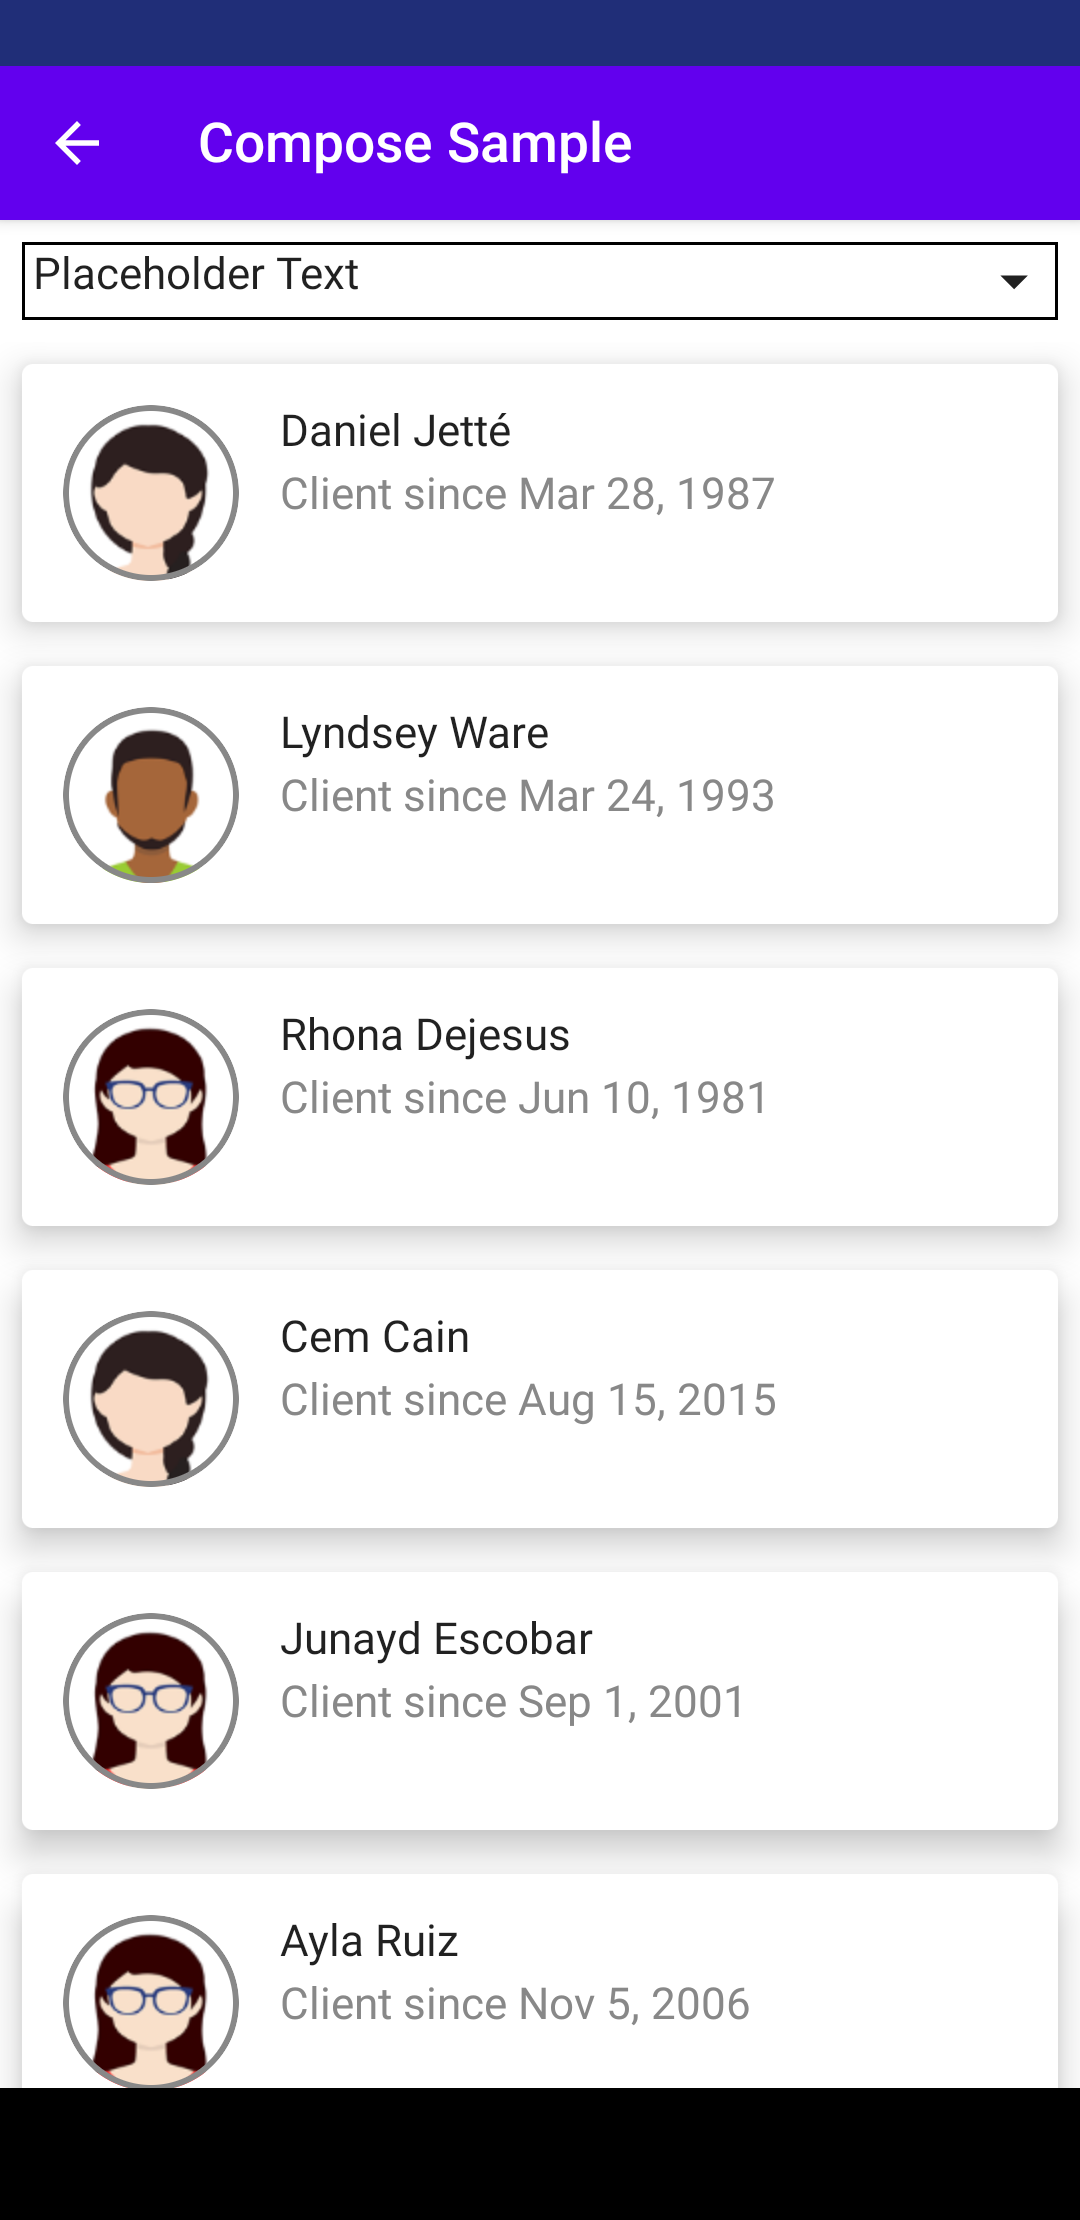 Compose Sample
Placeholder Text
Daniel Jetté
Client since Mar 28, 1987
Lyndsey Ware
Client since Mar 24, 1993
Rhona Dejesus
Client since Jun 10, 1981
Cem Cain
Client since Aug 15, 2015
Junayd Escobar
Client since Sep 1, 2001
Ayla Ruiz
Client since Nov 5, 2006